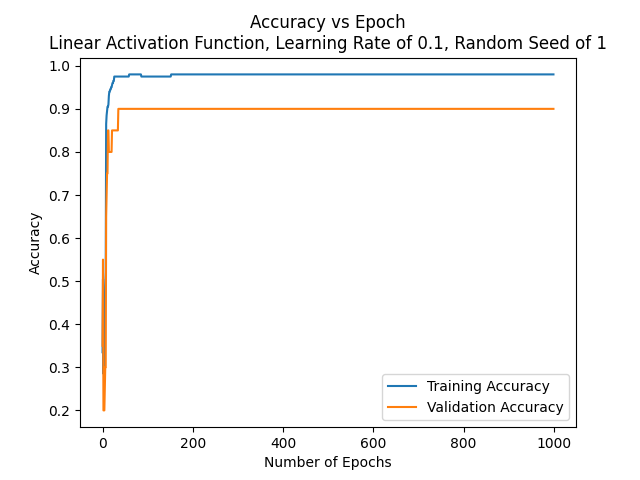 Accuracy vs Epoch
Linear Activation Function, Learning Rate of 0.1, Random Seed of 1
1.0
0.9
0.8
0.7
0.6
0.5
0.4
0.3
0.2
Accuracy
0
200
400
600
800
1000
Number of Epochs
Training Accuracy
Validation Accuracy